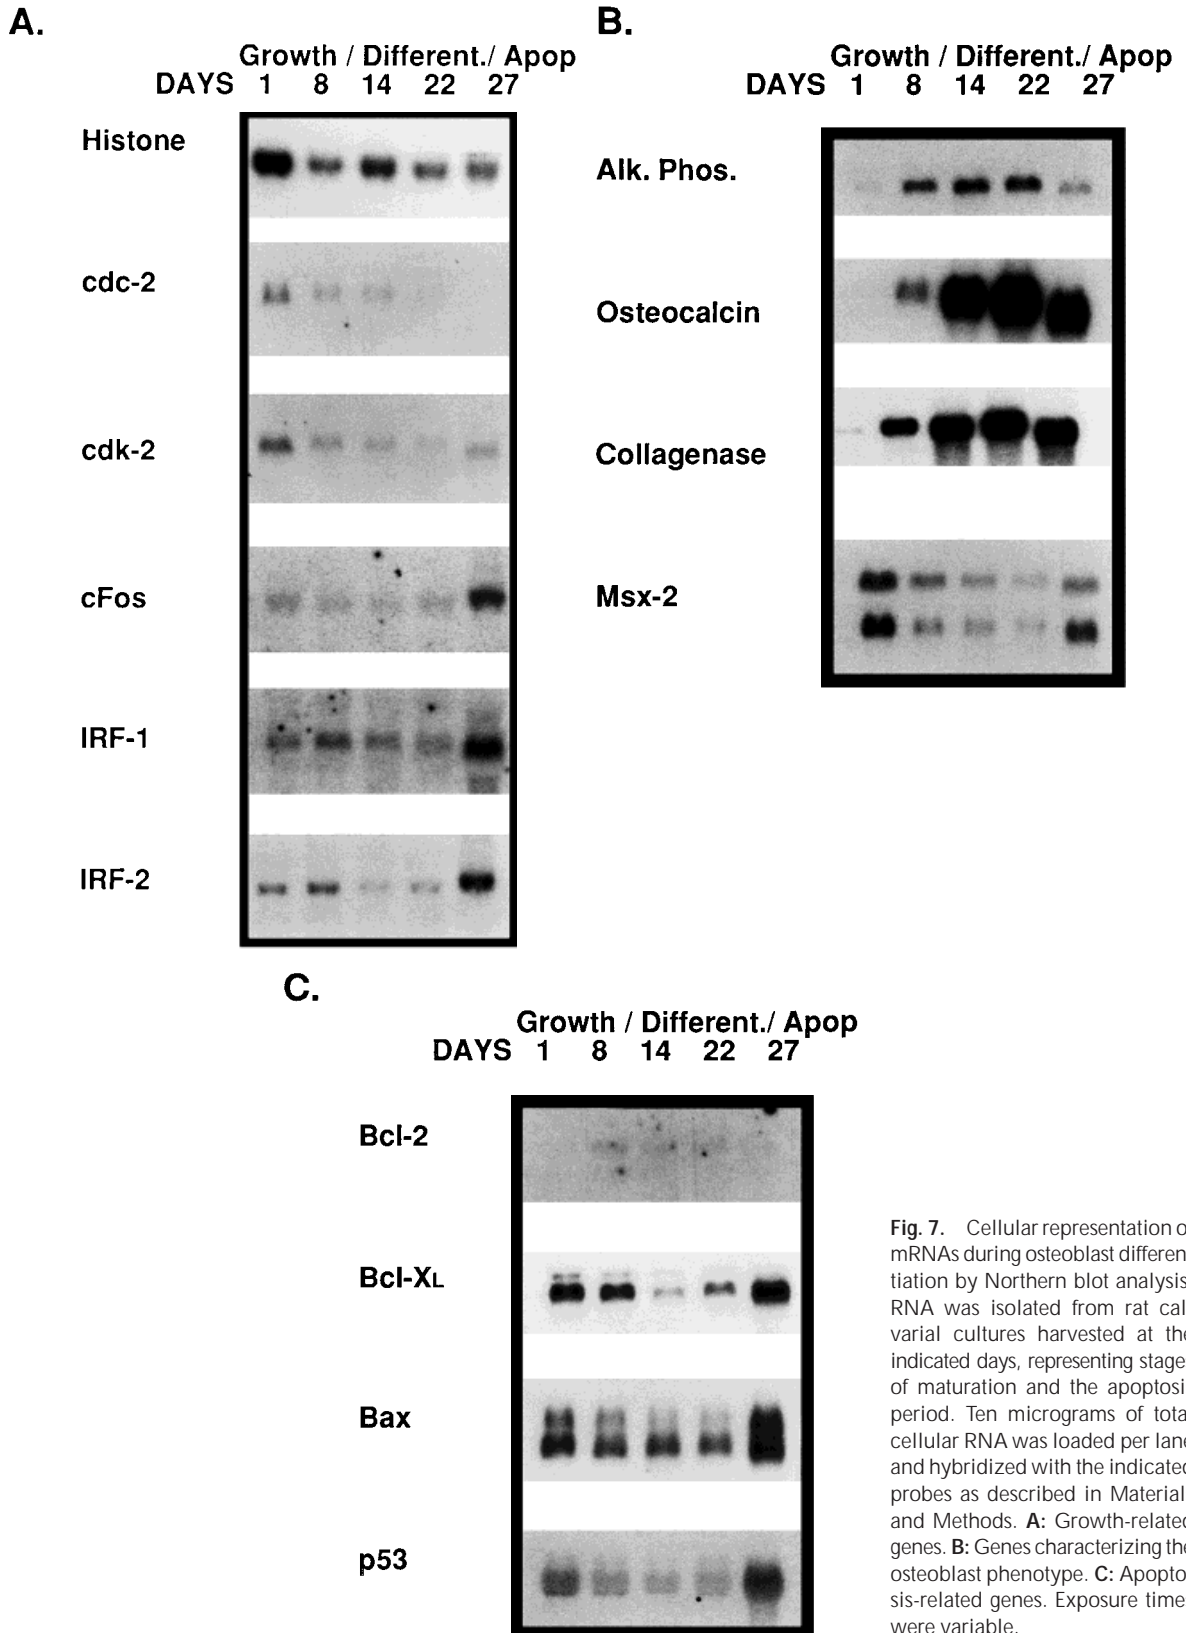 A.
Growth / Different./ Apop
DAYS 1 8 14 22 27
Histone
cdc-2
cdk-2
cFos
IRF-1
IRF-2
B.
Growth / Different./ Apop
DAYS 1 8 14 22 27
Alk. Phos.
Osteocalcin
Collagenase
Msx-2
C.
Growth / Different./ Apop
DAYS 1 8 14 22 27
Bcl-2
Bcl-XL
Bax
p53
Fig. 7. Cellular representation o
mRNAs during osteoblast differen
tiation by Northern blot analysis
RNA was isolated from rat cal
varial cultures harvested at the
indicated days, representing stage
of maturation and the apoptosi
period. Ten micrograms of tota
cellular RNA was loaded per lane
and hybridized with the indicated
probes as described in Material
and Methods. A: Growth-related
genes. B: Genes characterizing the
osteoblast phenotype. C: Apopto
sis-related genes. Exposure time
were variable.